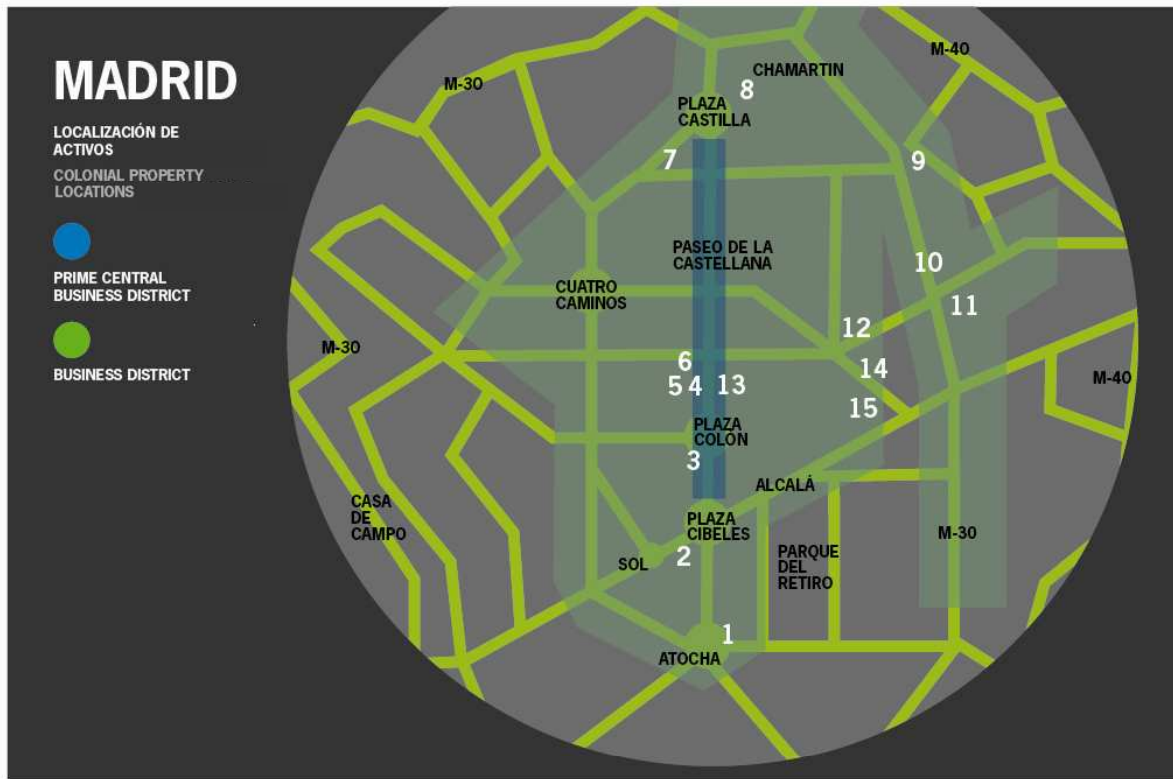 MADRID
LOCALIZACIÓN DE
ACTIVOS
COLONIAL PROPERTY
LOCATIONS
PRIME CENTRAL
BUSINESS DISTRICT
BUSINESS DISTRICT
M-40
CHAMARTIN
M-30
8
PLAZA
CASTILLA
7
9
PASEO DE LA
CASTELLANA
10
CUATRO
CAMINOS
11
12
M-30
6
14
M-40
5 4
13
15
PLAZA
COLÓN
3
ALCALÁ
CASA
DE
CAMPO
PLAZA
CIBELES
M-30
2
SOL
PARQUE
DEL
RETIRO
1
ATOCHA